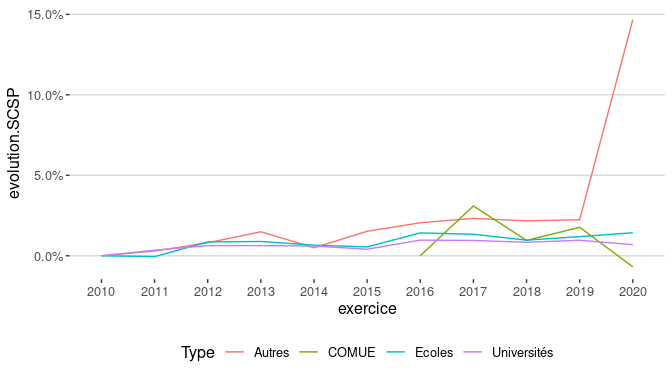 15.0%
10.0%
5.0%
0.0%
evolution.SCSP
2010 2011 2012 2013 2014 2015 2016 2017 2018 2019 2020
exercice
Type Autres COMUE Ecoles Universités